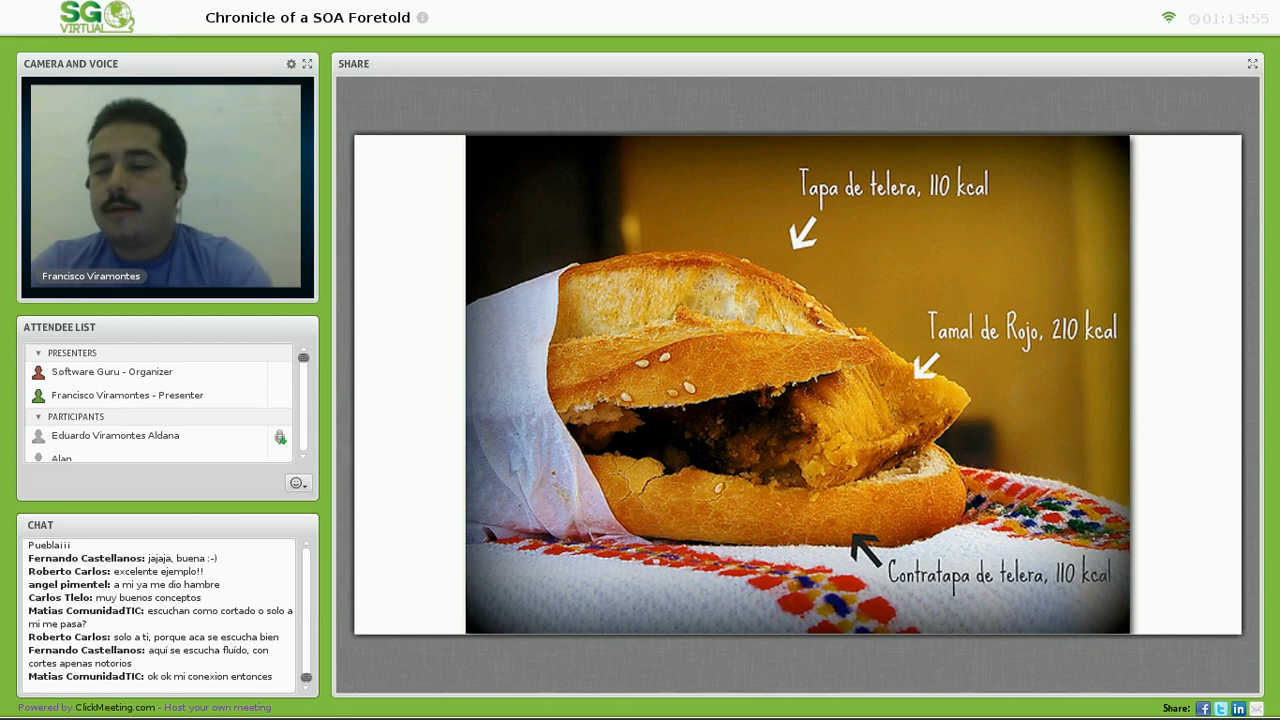 SG
VIRTUAL
Chronicle of a SOA Foretold
01:13:55
CAMERA AND VOICE
Francisco Viramontes
ATTENDEE LIST
PRESENTERS
Software Guru - Organizer
Francisco Viramontes - Presenter
PARTICIPANTS
Eduardo Viramontes Aldana
Alan
CHAT
Pueblaiii
Fernando Castellanos: jajaja, buena :-)
Roberto Carlos: excelente ejemplo!!
angel pimentel: a mi ya me dio hambre
Carlos Tlelo: muy buenos conceptos
Matias ComunidadTIC: escuchan como cortado o solo a
mi me pasa?
Roberto Carlos: solo a ti, porque aca se escucha bien
Fernando Castellanos: aquí se escucha fluído, con
cortes apenas notorios
Matias ComunidadTIC: ok ok mi conexion entonces
SHARE
Tapa de telera, 110 kcal
Tamal de Rojo, 210 kcal
Contratapa de telera, 110 kcal
Powered by ClickMeeting.com - Host your own meeting
Share: